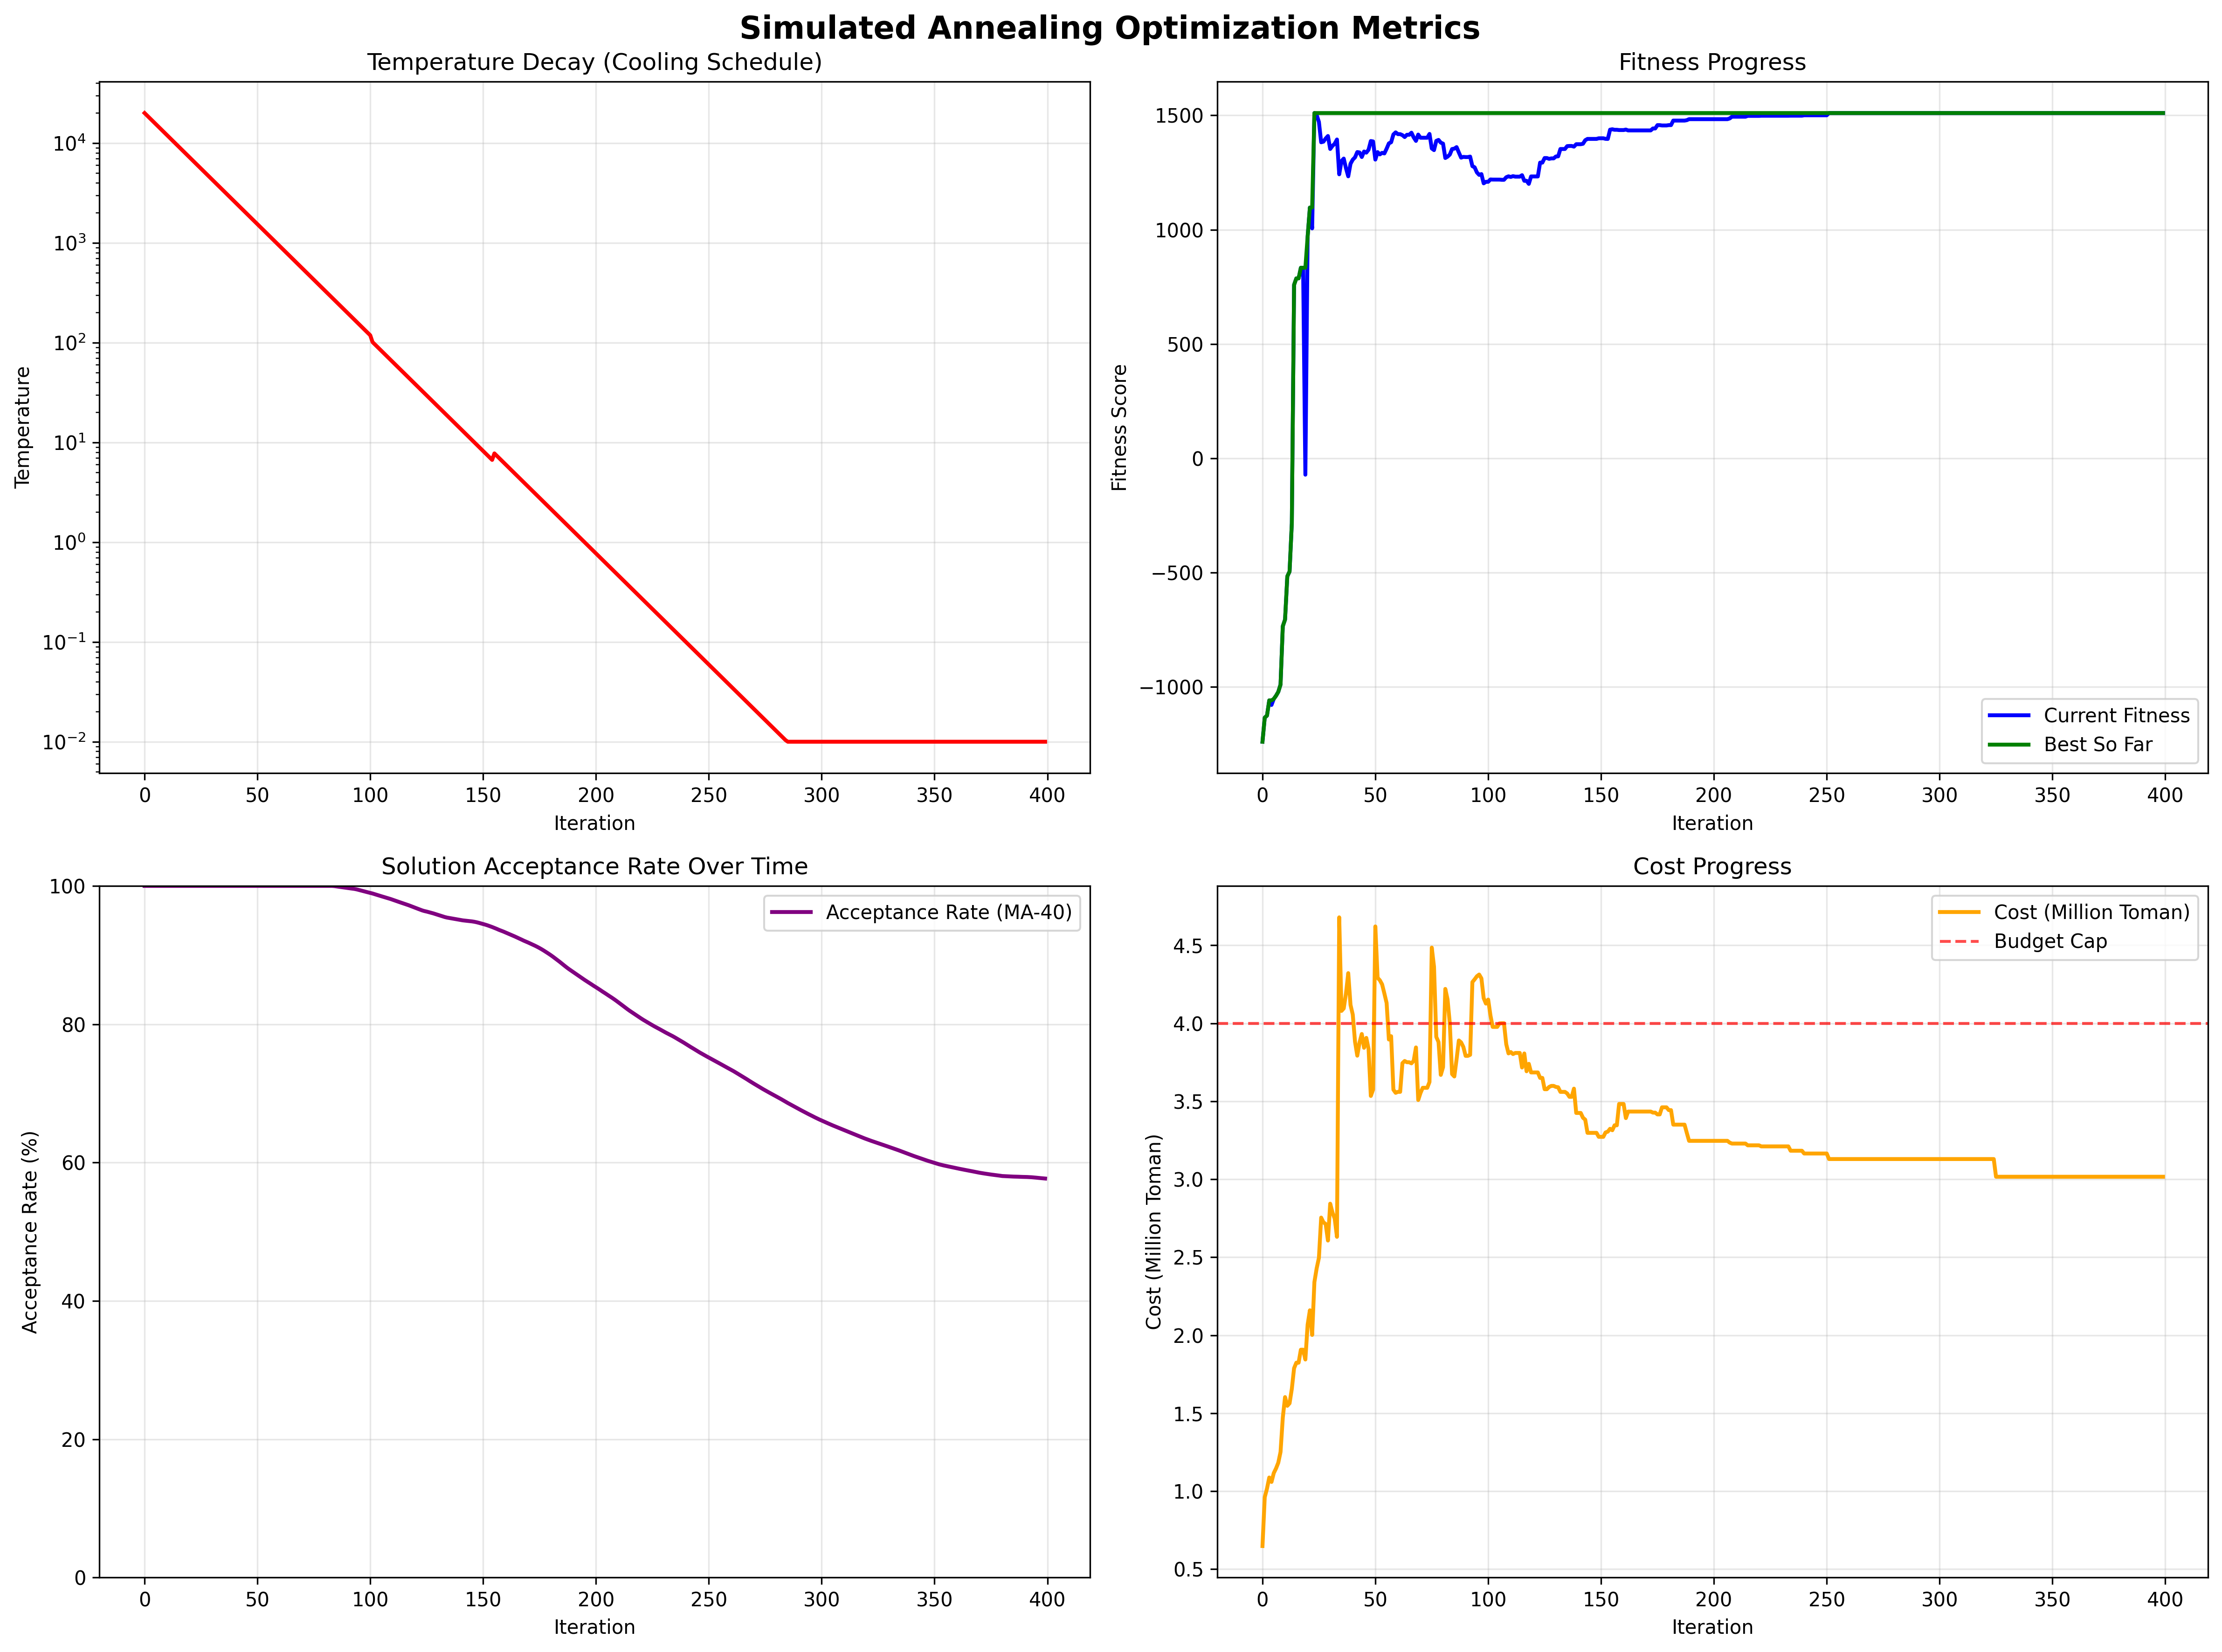 Simulated Annealing Optimization Metrics
Temperature Decay (Cooling Schedule)
Temperature
10⁴
10³
10²
10¹
10⁰
10⁻¹
10⁻²
0 50 100 150 200 250 300 350 400
Iteration
Fitness Progress
Fitness Score
1500
1000
500
0
−500
−1000
Current Fitness
Best So Far
0 50 100 150 200 250 300 350 400
Iteration
Solution Acceptance Rate Over Time
Acceptance Rate (%)
100
80
60
40
20
0
Acceptance Rate (MA-40)
0 50 100 150 200 250 300 350 400
Iteration
Cost Progress
Cost (Million Toman)
4.5
4.0
3.5
3.0
2.5
2.0
1.5
1.0
0.5
Cost (Million Toman)
Budget Cap
0 50 100 150 200 250 300 350 400
Iteration